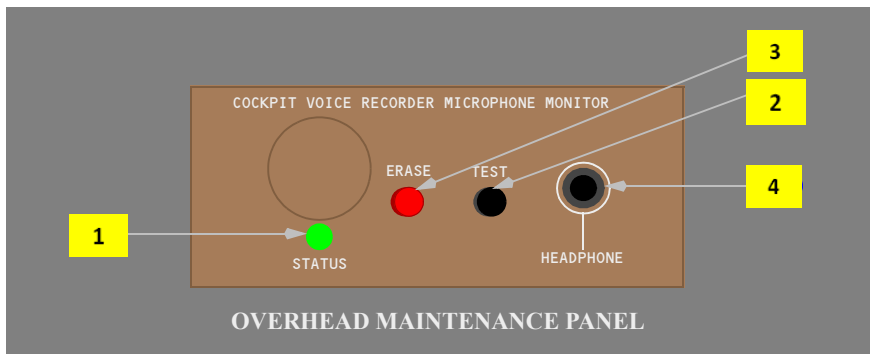 3
2
COCKPIT VOICE RECORDER MICROPHONE MONITOR
ERASE
TEST
4
1
STATUS
HEADPHONE
OVERHEAD MAINTENANCE PANEL